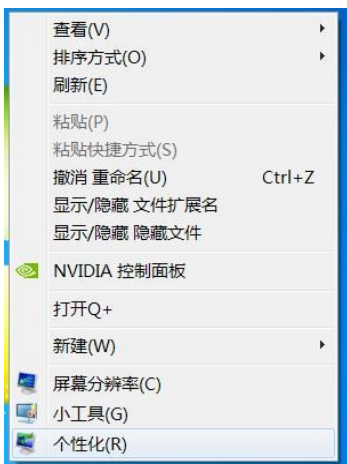 查看(V)
排序方式(O)
刷新(E)
粘贴(P)
粘贴快捷方式(S)
撤消 重命名(U) Ctrl+Z
显示/隐藏 文件扩展名
显示/隐藏 隐藏文件
NVIDIA 控制面板
打开Q+
新建(W)
屏幕分辨率(C)
小工具(G)
个性化(R)